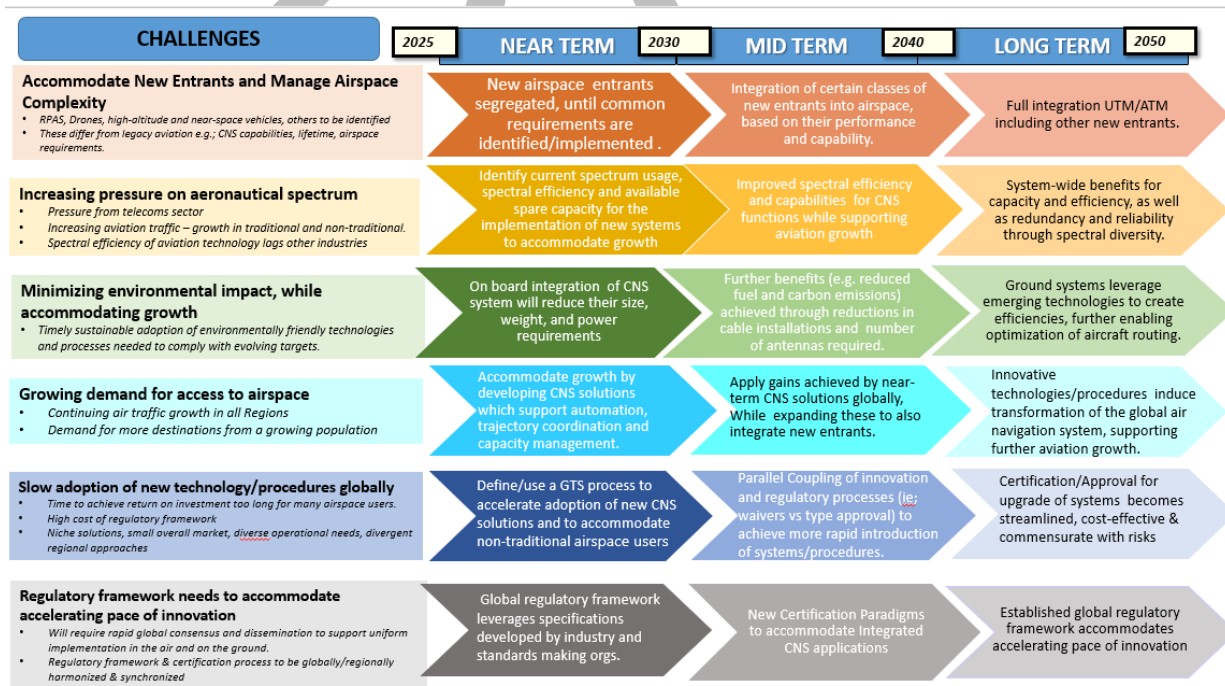 CHALLENGES
2025
NEAR TERM
2030
MID TERM
2040
LONG TERM
2050
Accommodate New Entrants and Manage Airspace
Complexity
• RPAS, Drones, high-altitude and near-space vehicles, others to be identified
• These differ from legacy aviation e.g.; CNS capabilities, lifetime, airspace
requirements.
New airspace entrants
segregated, until common
requirements are
identified/implemented .
Integration of certain classes of
new entrants into airspace,
based on their performance
and capability.
Full integration UTM/ATM
including other new entrants.
Increasing pressure on aeronautical spectrum
• Pressure from telecoms sector
• Increasing aviation traffic – growth in traditional and non-traditional.
• Spectral efficiency of aviation technology lags other industries
Identify current spectrum usage,
spectral efficiency and available
spare capacity for the
implementation of new systems
to accommodate growth
Improved spectral efficiency
and capabilities for CNS
functions while supporting
aviation growth
System-wide benefits for
capacity and efficiency, as well
as redundancy and reliability
through spectral diversity.
Minimizing environmental impact, while
accommodating growth
• Timely sustainable adoption of environmentally friendly technologies
and processes needed to comply with evolving targets.
On board integration of CNS
system will reduce their size,
weight, and power
requirements
Further benefits (e.g. reduced
fuel and carbon emissions)
achieved through reductions in
cable installations and number
of antennas required.
Ground systems leverage
emerging technologies to create
efficiencies, further enabling
optimization of aircraft routing.
Growing demand for access to airspace
• Continuing air traffic growth in all Regions
• Demand for more destinations from a growing population
Accommodate growth by
developing CNS solutions
which support automation,
trajectory coordination and
capacity management.
Apply gains achieved by near-
term CNS solutions globally,
While expanding these to also
integrate new entrants.
Innovative
technologies/procedures induce
transformation of the global air
navigation system, supporting
further aviation growth.
Slow adoption of new technology/procedures globally
• Time to achieve return on investment too long for many airspace users.
• High cost of regulatory framework
• Niche solutions, small overall market, diverse operational needs, divergent
regional approaches
Define/use a GTS process to
accelerate adoption of new CNS
solutions and to accommodate
non-traditional airspace users
Parallel Coupling of innovation
and regulatory processes (ie;
waivers vs type approval) to
achieve more rapid introduction
of systems/procedures.
Certification/Approval for
upgrade of systems becomes
streamlined, cost-effective &
commensurate with risks
Regulatory framework needs to accommodate
accelerating pace of innovation
• Will require rapid global consensus and dissemination to support uniform
implementation in the air and on the ground.
• Regulatory framework & certification process to be globally/regionally
harmonized & synchronized
Global regulatory framework
leverages specifications
developed by industry and
standards making orgs.
New Certification Paradigms
to accommodate Integrated
CNS applications
Established global regulatory
framework accommodates
accelerating pace of innovation